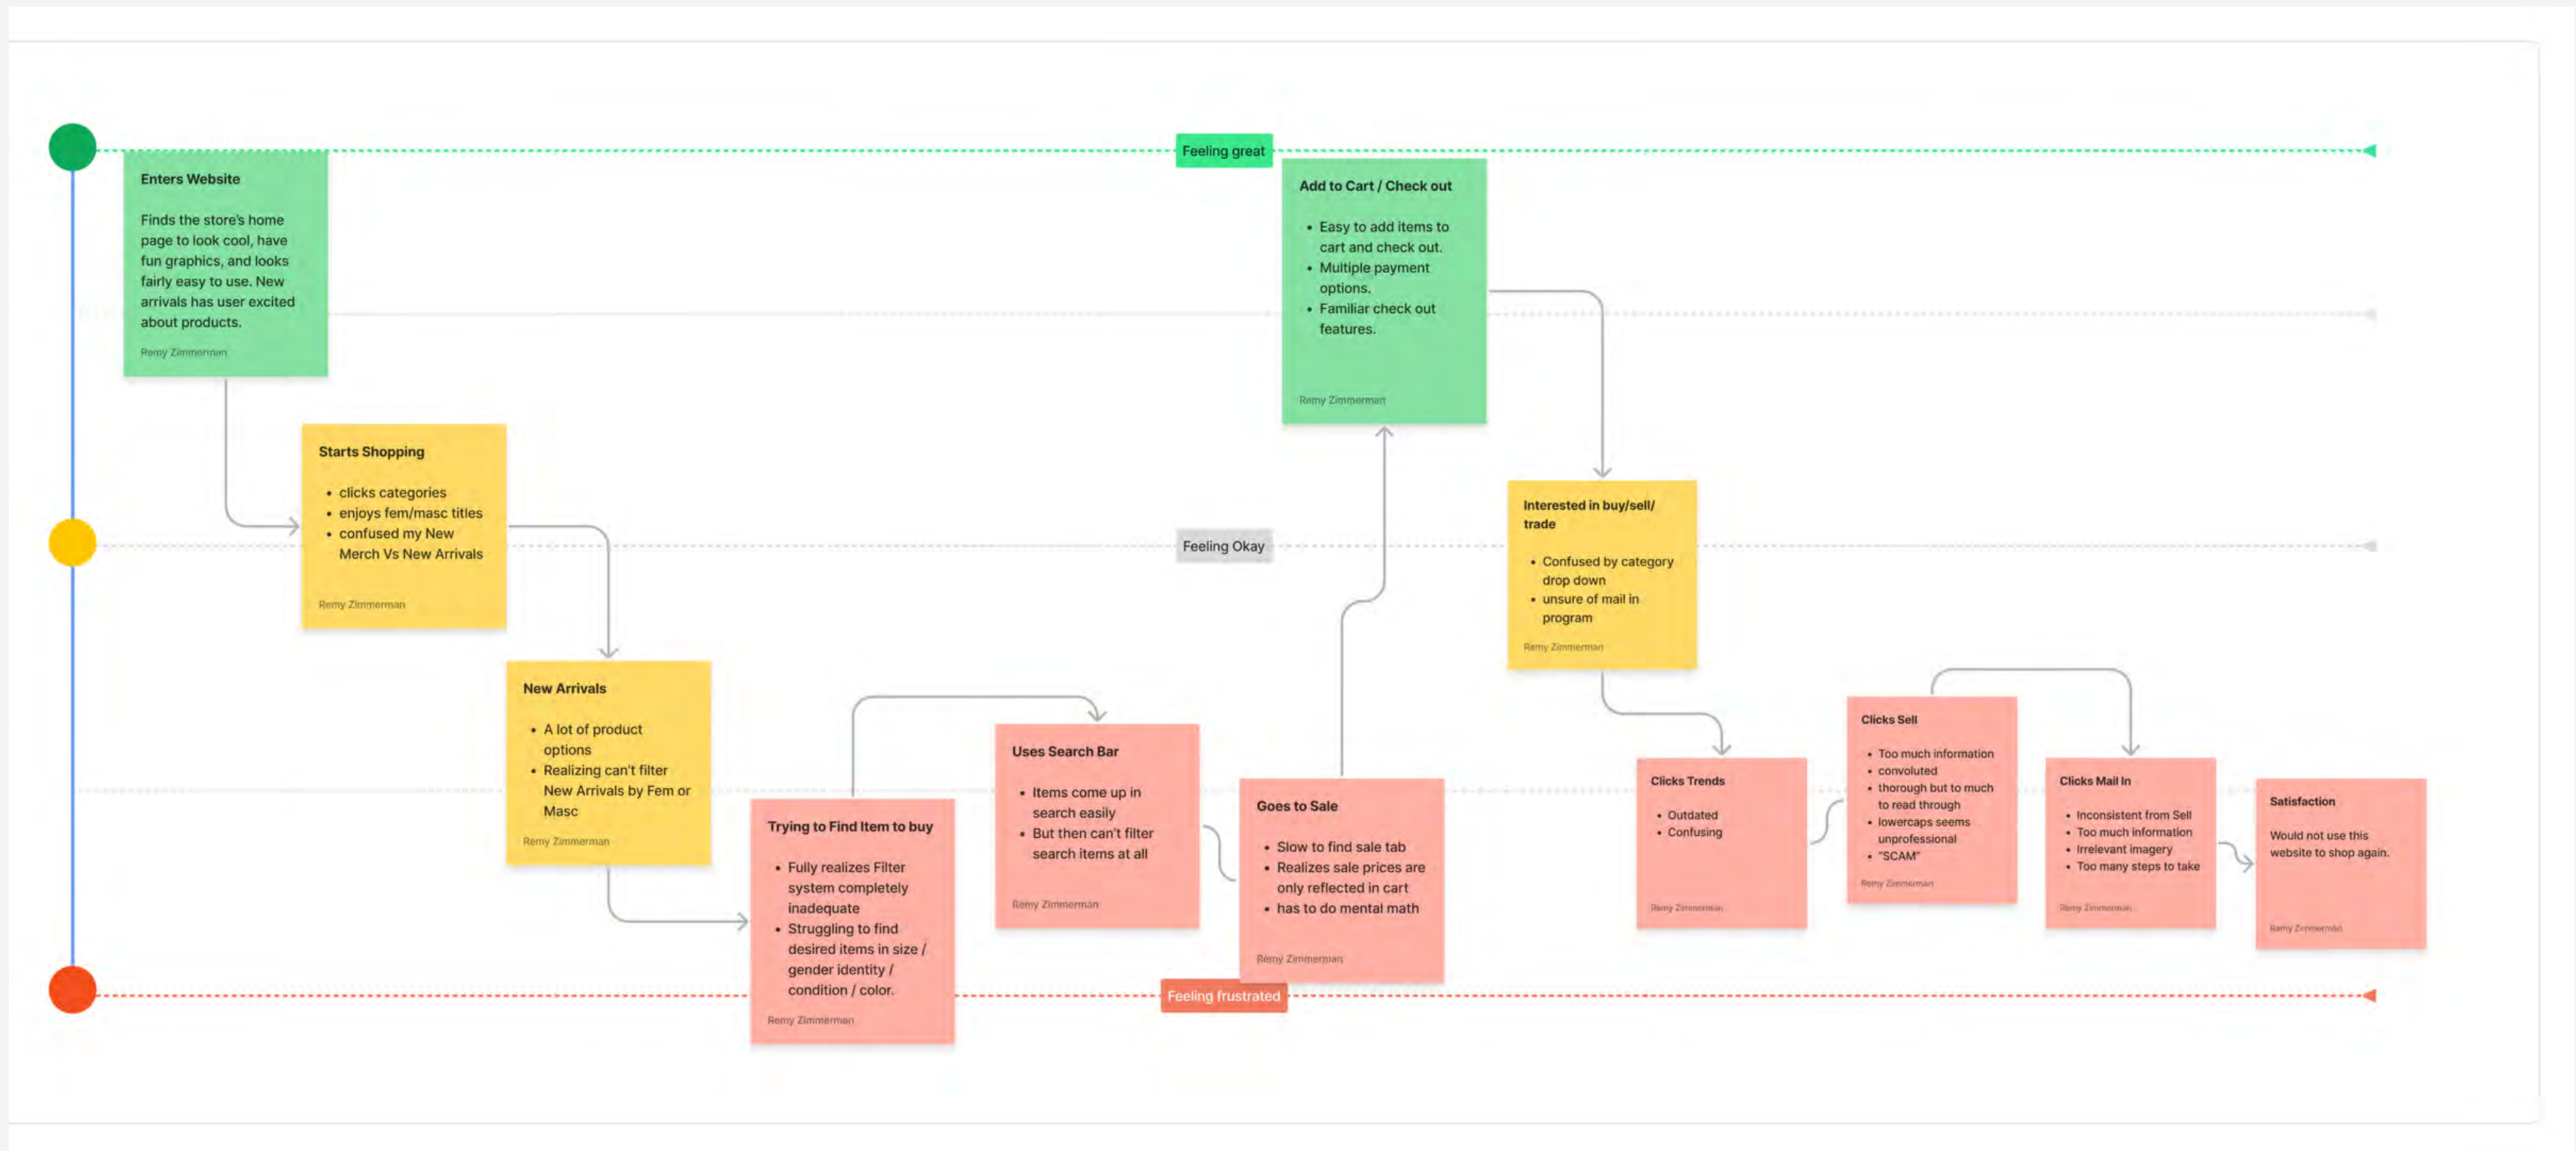 Feeling great
Enters Website
Finds the store's home
page to look cool, have
fun graphics, and looks
fairly easy to use. New
arrivals has user excited
about products.
Remy Zimmerman
Starts Shopping
• clicks categories
• enjoys fem/masc titles
• confused my New
Merch Vs New Arrivals
Remy Zimmerman
New Arrivals
• A lot of product
options
• Realizing can't filter
New Arrivals by Fem or
Masc
Remy Zimmerman
Trying to Find Item to buy
• Fully realizes Filter
system completely
inadequate
• Struggling to find
desired items in size /
gender identity /
condition / color.
Remy Zimmerman
Uses Search Bar
• Items come up in
search easily
• But then can't filter
search items at all
Remy Zimmerman
Goes to Sale
• Slow to find sale tab
• Realizes sale prices are
only reflected in cart
• has to do mental math
Remy Zimmerman
Add to Cart / Check out
• Easy to add items to
cart and check out.
• Multiple payment
options.
• Familiar check out
features.
Remy Zimmerman
Feeling Okay
Interested in buy/sell/
trade
• Confused by category
drop down
• unsure of mail in
program
Remy Zimmerman
Clicks Trends
• Outdated
• Confusing
Remy Zimmerman
Clicks Sell
• Too much information
• convoluted
• thorough but to much
to read through
• lowercaps seems
unprofessional
• "SCAM"
Remy Zimmerman
Clicks Mail In
• Inconsistent from Sell
• Too much information
• Irrelevant imagery
• Too many steps to take
Remy Zimmerman
Satisfaction
Would not use this
website to shop again.
Remy Zimmerman
Feeling frustrated